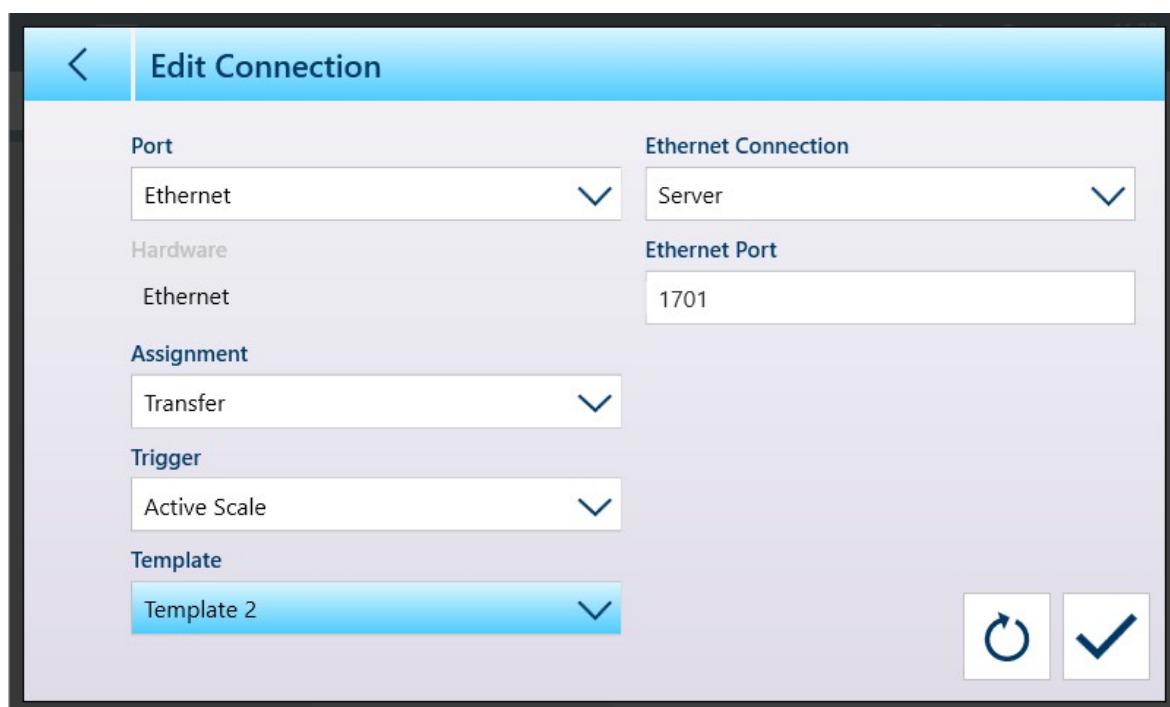 Edit Connection
Port
Ethernet
Hardware
Ethernet
Assignment
Transfer
Trigger
Active Scale
Template
Template 2
Ethernet Connection
Server
Ethernet Port
1701